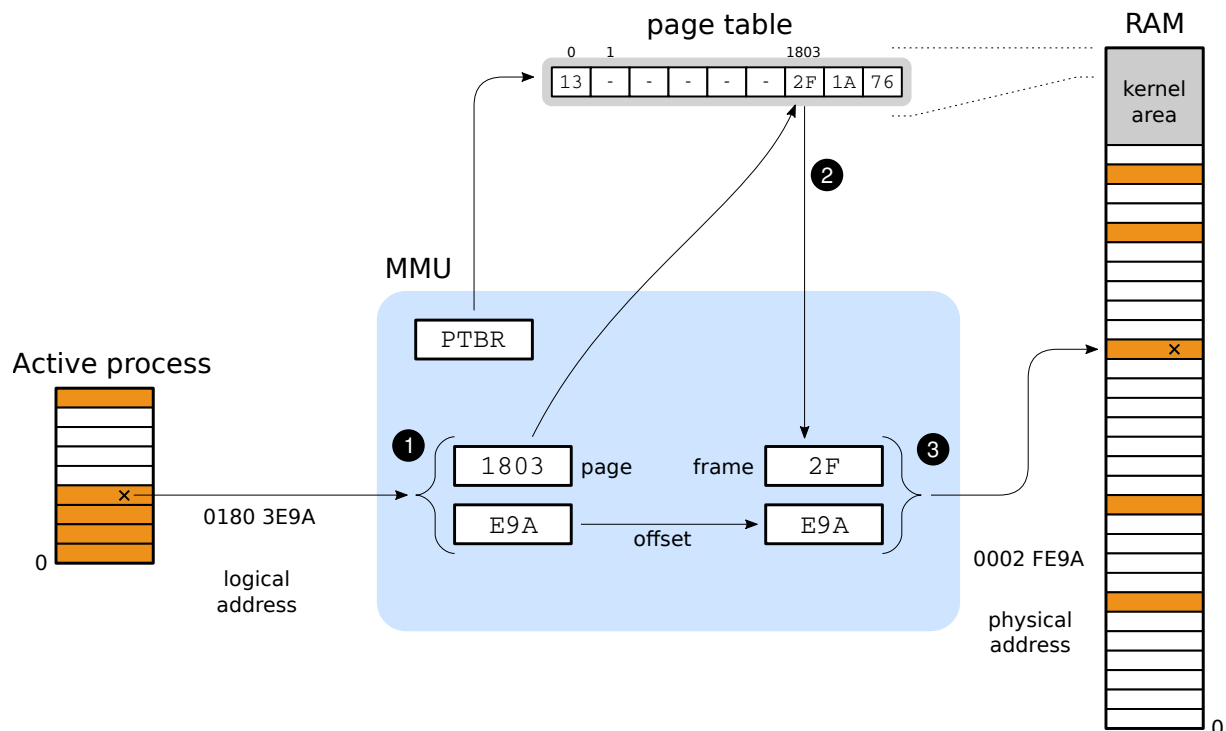 page table
RAM
0 1 1803
13 - - - - - 2F 1A 76
kernel
area
2
MMU
PTBR
Active process
1
1803 page
frame 2F
3
0180 3E9A
E9A
offset
E9A
0
logical
address
0002 FE9A
physical
address
0